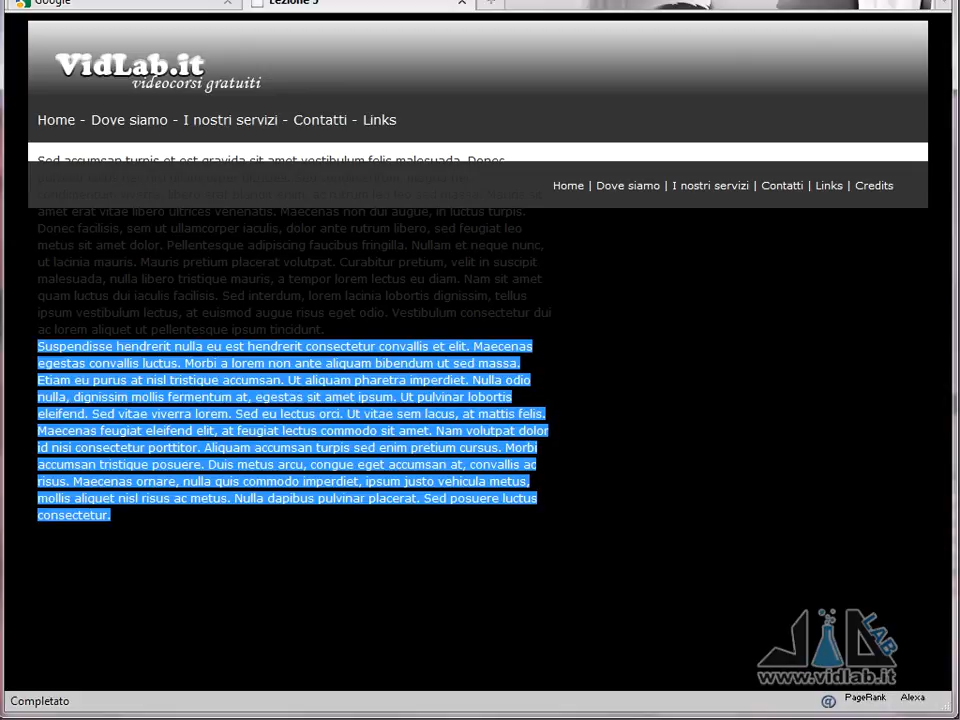 Google
Lezione 5
VidLab.it
videocorsi gratuiti
Home - Dove siamo - I nostri servizi - Contatti - Links
Sed accumsan turpis et est gravida sit amet vestibulum felis malesuada. Donec
Home | Dove siamo | I nostri servizi | Contatti | Links | Credits
amet erat vitae libero ultrices venenatis. Maecenas non dui augue, in luctus turpis.
Donec facilisis, sem ut ullamcorper iaculis, dolor ante rutrum libero, sed feugiat leo
metus sit amet dolor. Pellentesque adipiscing faucibus fringilla. Nullam et neque nunc,
ut lacinia mauris. Mauris pretium placerat volutpat. Curabitur pretium, velit in suscipit
malesuada, nulla libero tristique mauris, a tempor lorem lectus eu diam. Nam sit amet
quam luctus dui iaculis facilisis. Sed interdum, lorem lacinia lobortis dignissim, tellus
ipsum vestibulum lectus, at euismod augue risus eget odio. Vestibulum consectetur dui
ac lorem aliquet ut pellentesque ipsum tincidunt.
Suspendisse hendrerit nulla eu est hendrerit consectetur convallis et elit. Maecenas
egestas convallis luctus. Morbi a lorem non ante aliquam bibendum ut sed massa.
Etiam eu purus at nisl tristique accumsan. Ut aliquam pharetra imperdiet. Nulla odio
nulla, dignissim mollis fermentum at, egestas sit amet ipsum. Ut pulvinar lobortis
eleifend. Sed vitae viverra lorem. Sed eu lectus orci. Ut vitae sem lacus, at mattis felis.
Maecenas feugiat eleifend elit, at feugiat lectus commodo sit amet. Nam volutpat dolor
id nisi consectetur porttitor. Aliquam accumsan turpis sed enim pretium cursus. Morbi
accumsan tristique posuere. Duis metus arcu, congue eget accumsan at, convallis ac
risus. Maecenas ornare, nulla quis commodo imperdiet, ipsum justo vehicula metus,
mollis aliquet nisl risus ac metus. Nulla dapibus pulvinar placerat. Sed posuere luctus
consectetur.
LAB
www.vidlab.it
Completato
PageRank
Alexa